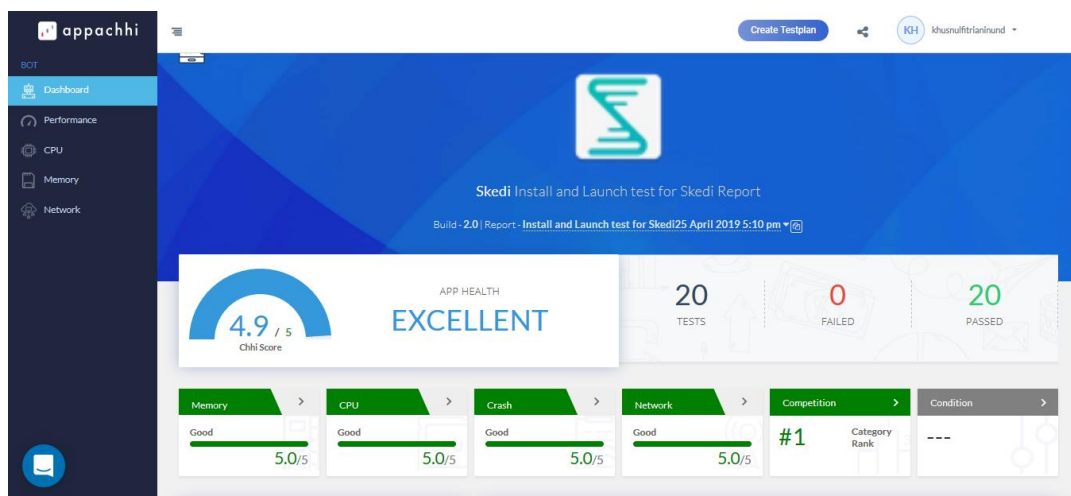 appachhi
Create Testplan
KH khusnulfitrianinund
BOT
Dashboard
Performance
CPU
Memory
Network
Skedi Install and Launch test for Skedi Report
Build - 2.0 | Report - Install and Launch test for Skedi25 April 2019 5:10 pm
4.9 / 5
Chhi Score
APP HEALTH
EXCELLENT
20
TESTS
0
FAILED
20
PASSED
Memory
Good
5.0/5
CPU
Good
5.0/5
Crash
Good
5.0/5
Network
Good
5.0/5
Competition
#1 Category Rank
Condition
---